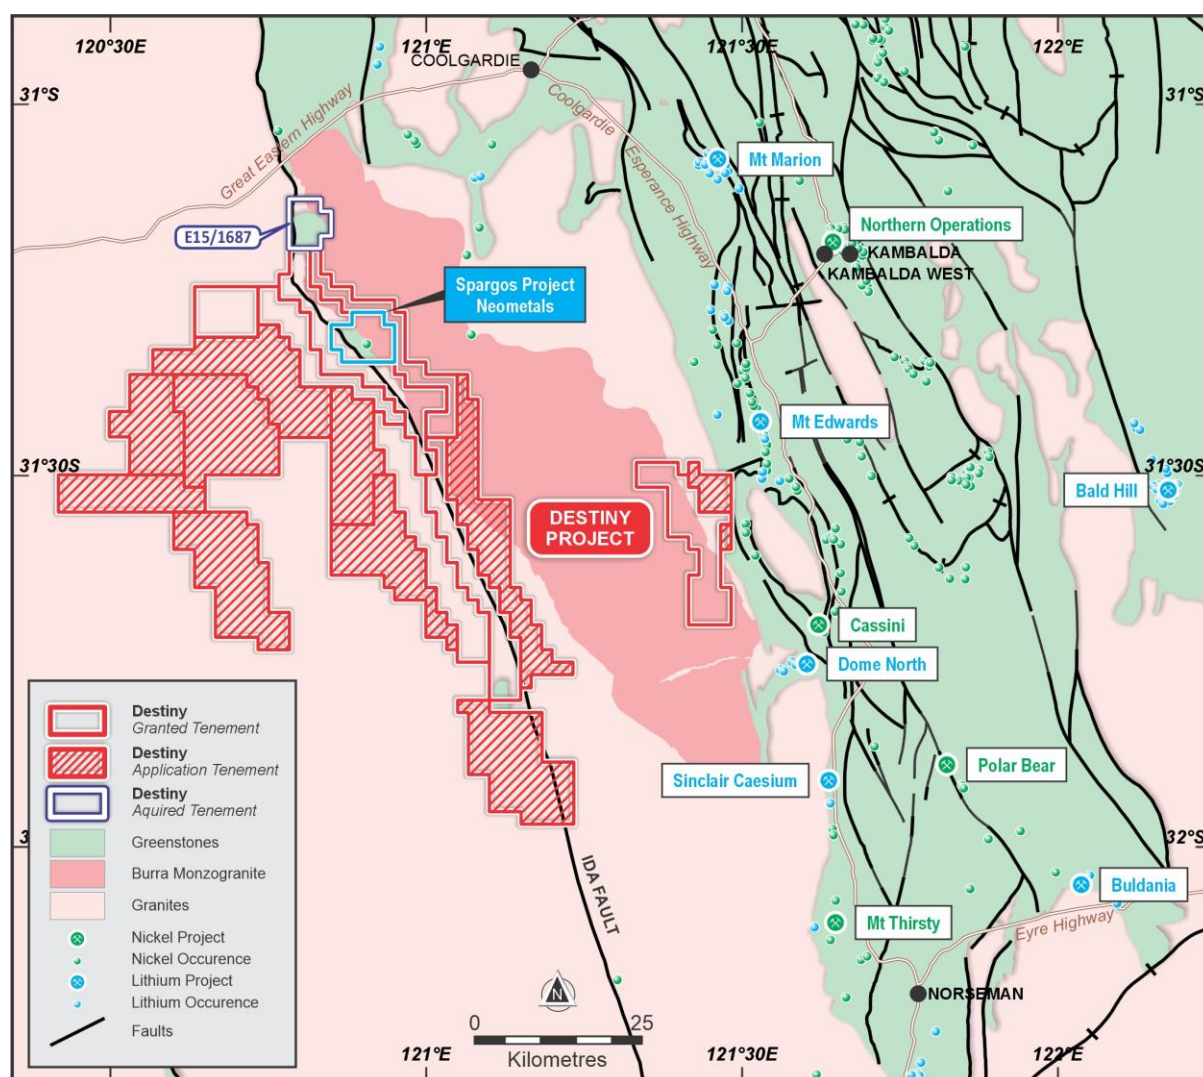 120°30E
121°E
121°30E
122°E
COOLGARDIE
31°S
31°S
Great Eastern Highway
Coolgardie
Esperance Highway
Mt Marion
E15/1687
Northern Operations
KAMBALDA
KAMBALDA WEST
Spargos Project
Neometals
Mt Edwards
31°30S
31°30S
Bald Hill
DESTINY
PROJECT
Cassini
Dome North
Sinclair Caesium
Polar Bear
32°S
IDA FAULT
Buldania
Mt Thirsty
Eyre Highway
NORSEMAN
Destiny
Granted Tenement
Destiny
Application Tenement
Destiny
Aquired Tenement
Greenstones
Burra Monzogranite
Granites
Nickel Project
Nickel Occurence
Lithium Project
Lithium Occurence
Faults
N
0
25
Kilometres
121°E
121°30E
122°E